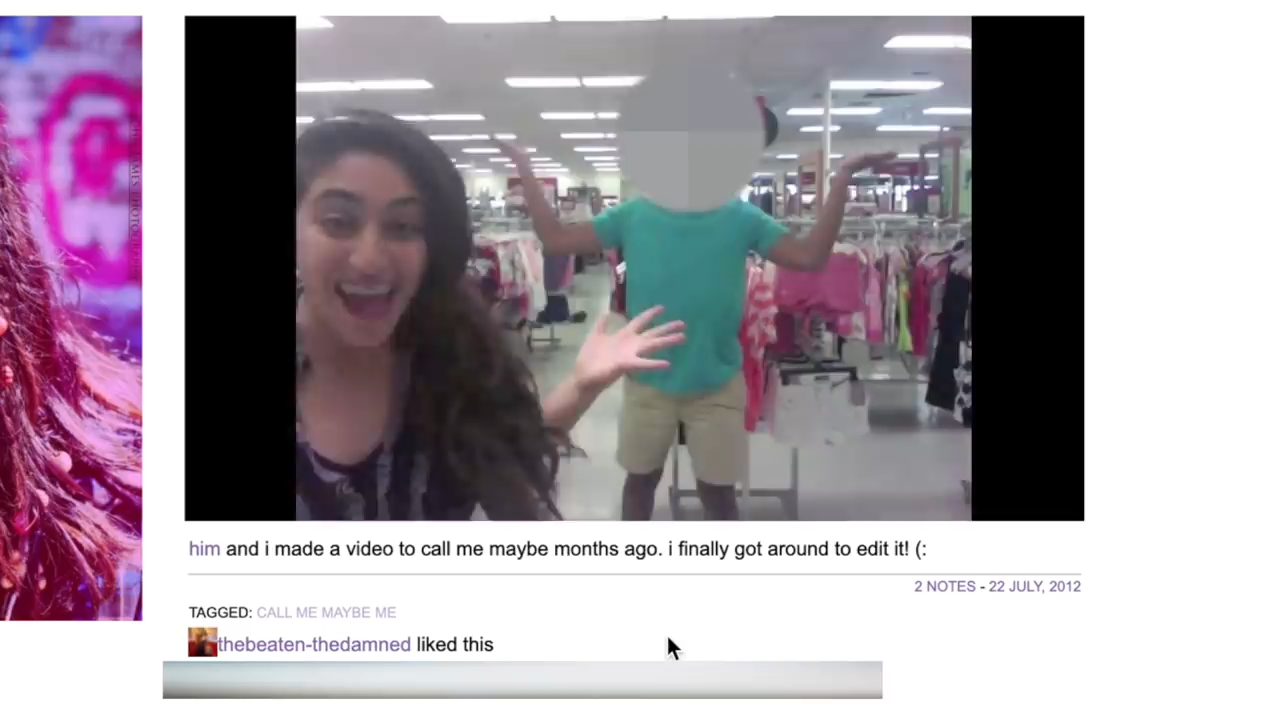 him and i made a video to call me maybe months ago. i finally got around to edit it! (:
2 NOTES - 22 JULY, 2012
TAGGED: CALL ME MAYBE ME
thebeaten-thedamned liked this